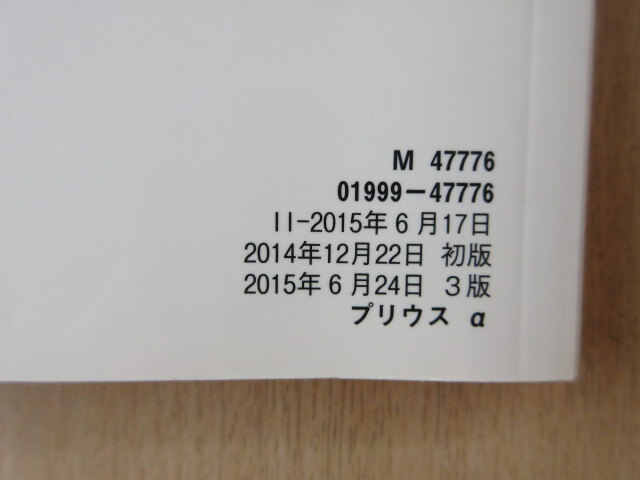 M 47776
01999-47776
II-2015年6月17日
2014年12月22日 初版
2015年6月24日 3版
プリウス α